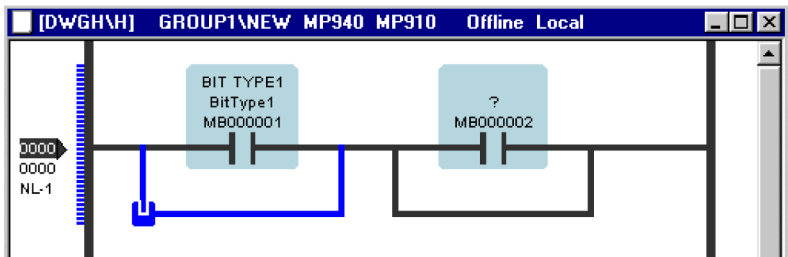 [DWGH\H] GROUP1\NEW MP940 MP910 Offline Local
BIT TYPE1
BitType1
MB000001
?
MB000002
0000
0000
NL-1